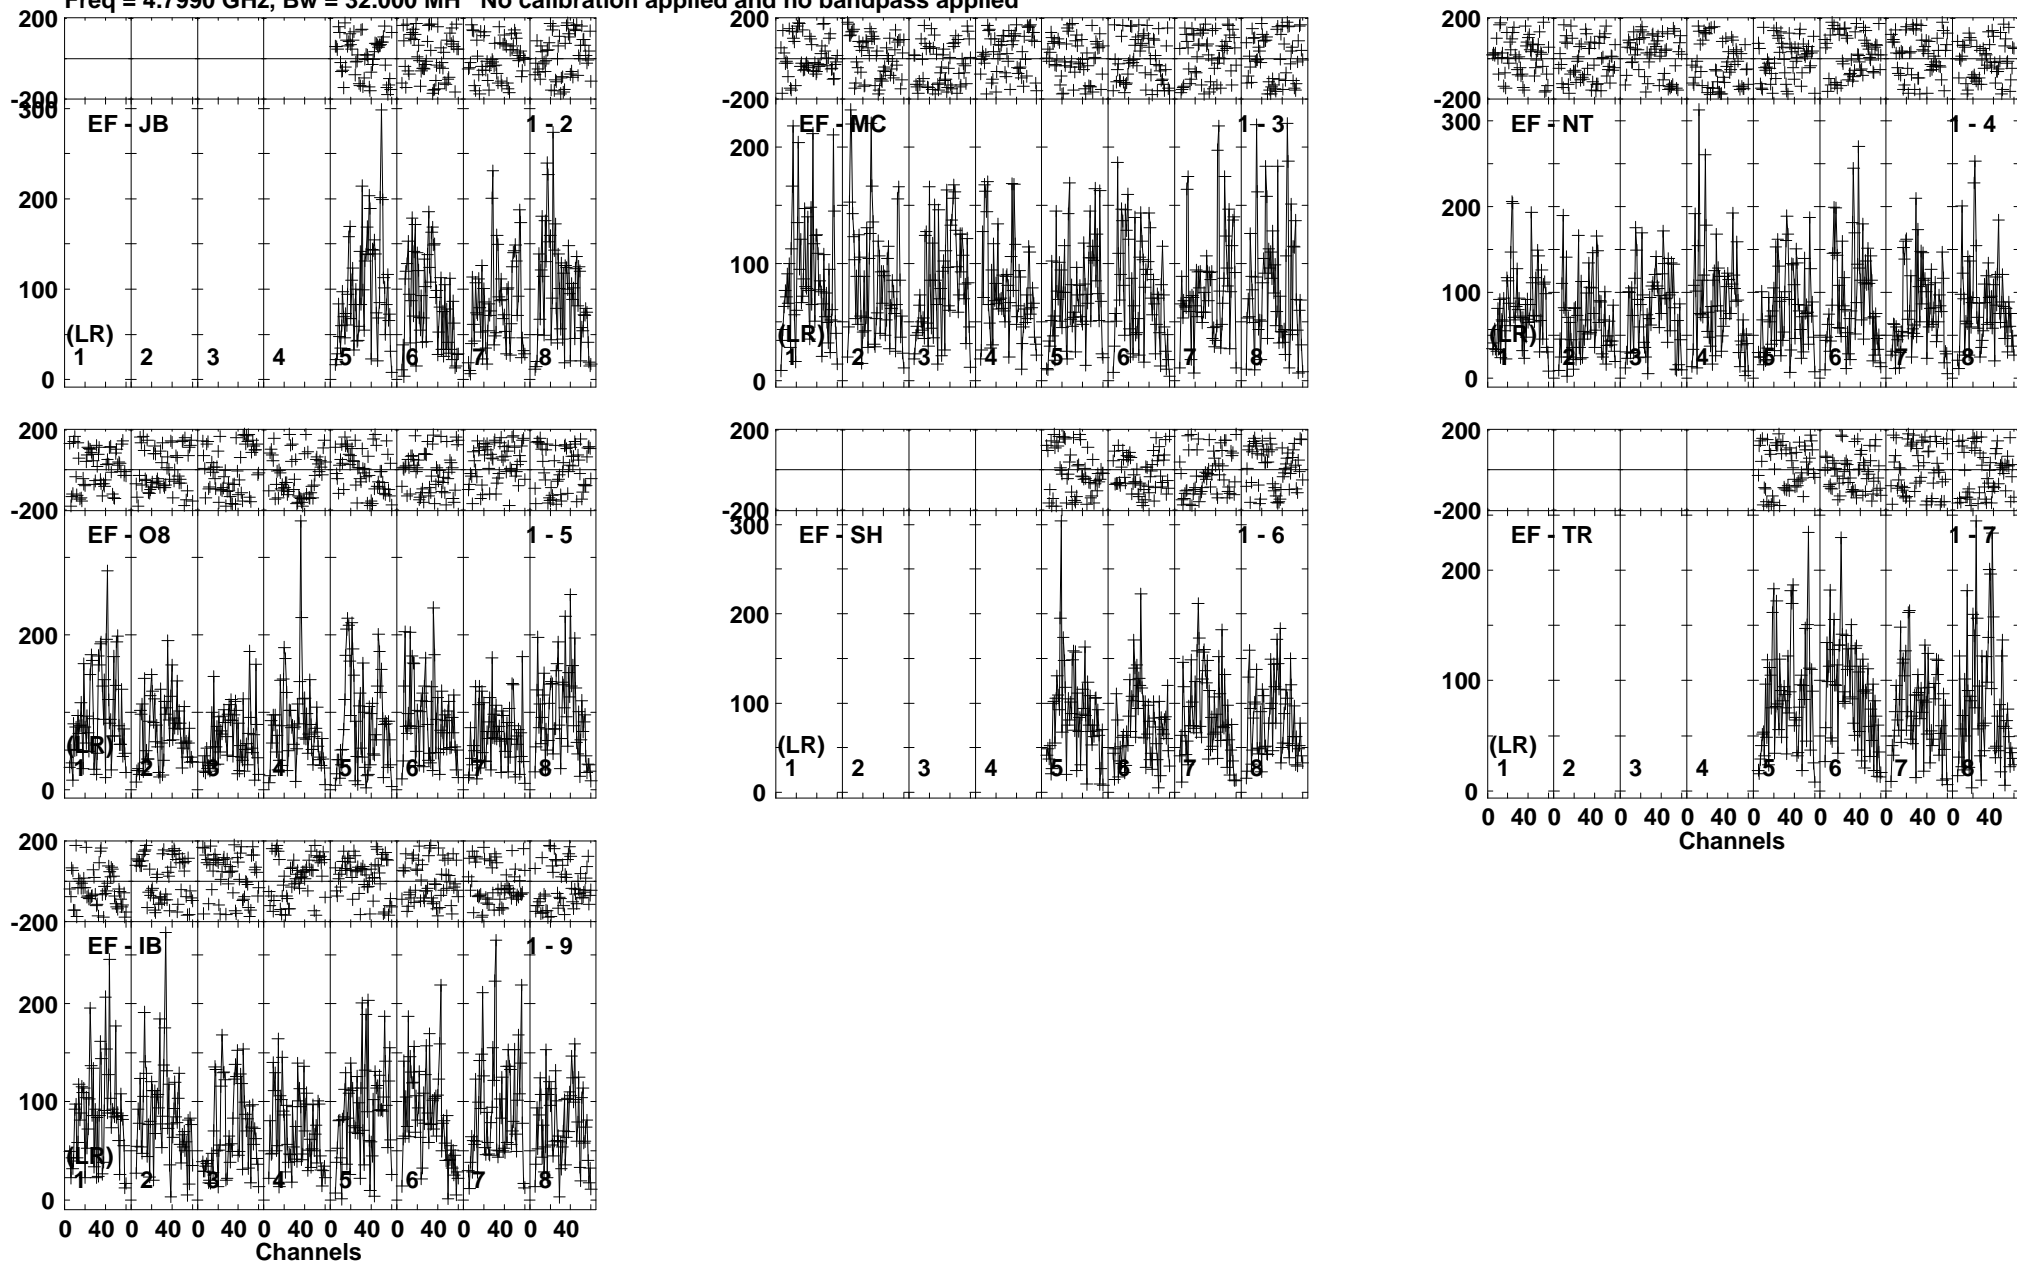 Freq = 4.7990 GHz, Bw = 32.000 MH No calibration applied and no bandpass applied
200 200 200
-200 -200 -200
300 EF - JB 1 - 2 EF - MC 1 - 3 EF - NT 1 - 4
300
200 200 200
100 100 100
(LR) (LR) (LR)
1 2 3 4 5 6 7 8 1 2 3 4 5 6 7 8 1 2 3 4 5 6 7 8
0 0 0
200 200 200
-200 -200 -200
300
EF - O8 1 - 5 EF - SH 1 - 6 EF - TR 1 - 7
200 200 200
100 100
(LR) (LR) (LR)
1 2 3 4 5 6 7 8 1 2 3 4 5 6 7 8 1 2 3 4 5 6 7 8
0 0 0
0 40 0 40 0 40 0 40 0 40 0 40 0 40 0 40
Channels
200
-200
EF - IB 1 - 9
200
100
(LR)
1 2 3 4 5 6 7 8
0
0 40 0 40 0 40 0 40 0 40 0 40 0 40 0 40
Channels